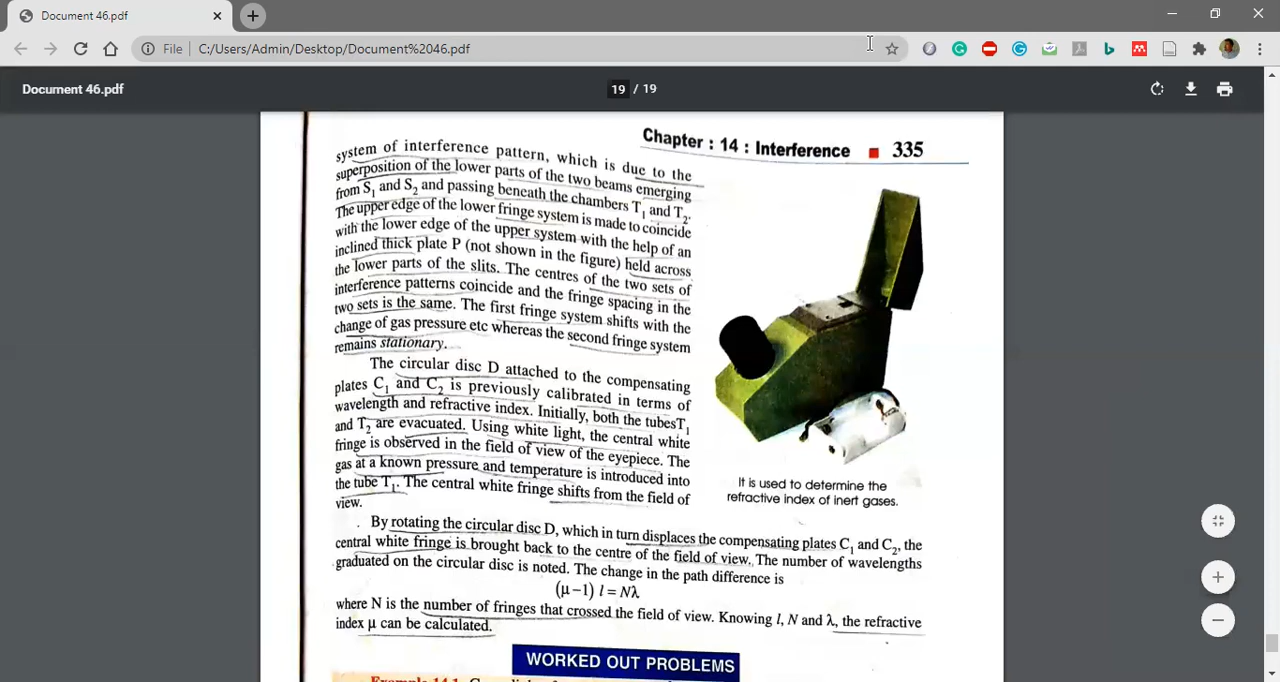 Document 46.pdf
File
C:/Users/Admin/Desktop/Document%2046.pdf
Document 46.pdf
19 / 19
Chapter : 14 : Interference ■ 335
system of interference pattern, which is due to the
superposition of the lower parts of the two beams emerging
from S₁ and S₂ and passing beneath the chambers T₁ and T₂.
The upper edge of the lower fringe system is made to coincide
with the lower edge of the upper system with the help of an
inclined thick plate P (not shown in the figure) held across
the lower parts of the slits. The centres of the two sets of
interference patterns coincide and the fringe spacing in the
two sets is the same. The first fringe system shifts with the
change of gas pressure etc whereas the second fringe system
remains stationary.
The circular disc D attached to the compensating
plates C₁ and C₂ is previously calibrated in terms of
wavelength and refractive index. Initially, both the tubesT₁
and T₂ are evacuated. Using white light, the central white
fringe is observed in the field of view of the eyepiece. The
gas at a known pressure and temperature is introduced into
the tube T₁. The central white fringe shifts from the field of
view.
It is used to determine the
refractive index of inert gases.
By rotating the circular disc D, which in turn displaces the compensating plates C₁ and C₂, the
central white fringe is brought back to the centre of the field of view. The number of wavelengths
graduated on the circular disc is noted. The change in the path difference is
(μ−1) l = Nλ
where N is the number of fringes that crossed the field of view. Knowing l, N and λ, the refractive
index μ can be calculated.
WORKED OUT PROBLEMS
Example 14.1